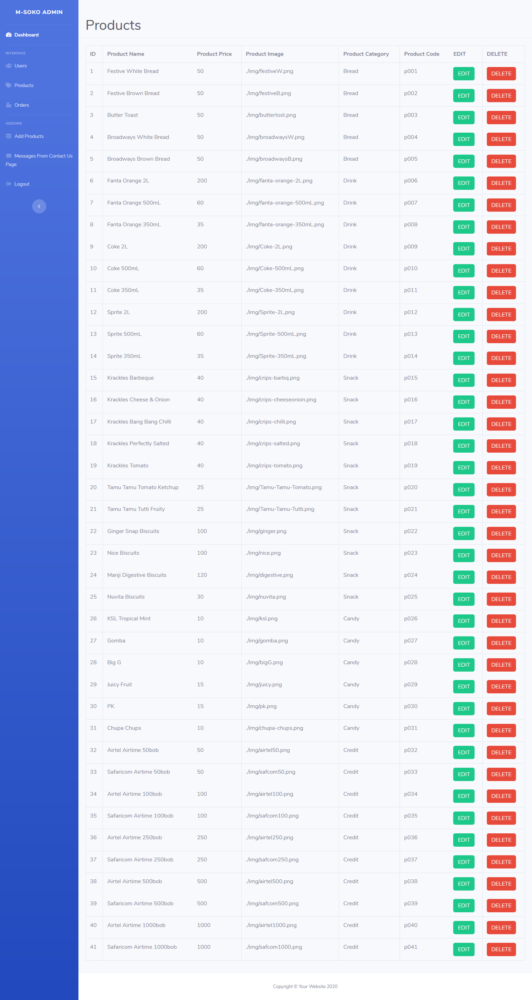 M-SOKO ADMIN
Dashboard
INTERFACE
Users
Products
Orders
ADDONS
Add Products
Messages From Contact Us
Page
Logout
Products
ID Product Name Product Price Product Image Product Category Product Code EDIT DELETE
1 Festive White Bread 50 ./img/festiveW.png Bread p001 EDIT DELETE
2 Festive Brown Bread 50 ./img/festiveB.png Bread p002 EDIT DELETE
3 Butter Toast 50 ./img/buttertost.png Bread p003 EDIT DELETE
4 Broadways White Bread 50 ./img/broadwaysW.png Bread p004 EDIT DELETE
5 Broadways Brown Bread 50 ./img/broadwaysB.png Bread p005 EDIT DELETE
6 Fanta Orange 2L 200 ./img/fanta-orange-2L.png Drink p006 EDIT DELETE
7 Fanta Orange 500mL 60 ./img/fanta-orange-500mL.png Drink p007 EDIT DELETE
8 Fanta Orange 350mL 35 ./img/fanta-orange-350mL.png Drink p008 EDIT DELETE
9 Coke 2L 200 ./img/Coke-2L.png Drink p009 EDIT DELETE
10 Coke 500mL 60 ./img/Coke-500mL.png Drink p010 EDIT DELETE
11 Coke 350mL 35 ./img/Coke-350mL.png Drink p011 EDIT DELETE
12 Sprite 2L 200 ./img/Sprite-2L.png Drink p012 EDIT DELETE
13 Sprite 500mL 60 ./img/Sprite-500mL.png Drink p013 EDIT DELETE
14 Sprite 350mL 35 ./img/Sprite-350mL.png Drink p014 EDIT DELETE
15 Krackles Barbeque 40 ./img/crips-barbq.png Snack p015 EDIT DELETE
16 Krackles Cheese & Onion 40 ./img/crips-cheeseonion.png Snack p016 EDIT DELETE
17 Krackles Bang Bang Chilli 40 ./img/crips-chilli.png Snack p017 EDIT DELETE
18 Krackles Perfectly Salted 40 ./img/crips-salted.png Snack p018 EDIT DELETE
19 Krackles Tomato 40 ./img/crips-tomato.png Snack p019 EDIT DELETE
20 Tamu Tamu Tomato Ketchup 25 ./img/Tamu-Tamu-Tomato.png Snack p020 EDIT DELETE
21 Tamu Tamu Tutti Fruity 25 ./img/Tamu-Tamu-Tutti.png Snack p021 EDIT DELETE
22 Ginger Snap Biscuits 100 ./img/ginger.png Snack p022 EDIT DELETE
23 Nice Biscuits 100 ./img/nice.png Snack p023 EDIT DELETE
24 Manji Digestive Biscuits 120 ./img/digestive.png Snack p024 EDIT DELETE
25 Nuvita Biscuits 30 ./img/nuvita.png Snack p025 EDIT DELETE
26 KSL Tropical Mint 10 ./img/ksl.png Candy p026 EDIT DELETE
27 Gomba 10 ./img/gomba.png Candy p027 EDIT DELETE
28 Big G 10 ./img/bigG.png Candy p028 EDIT DELETE
29 Juicy Fruit 15 ./img/juicy.png Candy p029 EDIT DELETE
30 PK 15 ./img/pk.png Candy p030 EDIT DELETE
31 Chupa Chups 10 ./img/chupa-chups.png Candy p031 EDIT DELETE
32 Airtel Airtime 50bob 50 ./img/airtel50.png Credit p032 EDIT DELETE
33 Safaricom Airtime 50bob 50 ./img/safcom50.png Credit p033 EDIT DELETE
34 Airtel Airtime 100bob 100 ./img/airtel100.png Credit p034 EDIT DELETE
35 Safaricom Airtime 100bob 100 ./img/safcom100.png Credit p035 EDIT DELETE
36 Airtel Airtime 250bob 250 ./img/airtel250.png Credit p036 EDIT DELETE
37 Safaricom Airtime 250bob 250 ./img/safcom250.png Credit p037 EDIT DELETE
38 Airtel Airtime 500bob 500 ./img/airtel500.png Credit p038 EDIT DELETE
39 Safaricom Airtime 500bob 500 ./img/safcom500.png Credit p039 EDIT DELETE
40 Airtel Airtime 1000bob 1000 ./img/airtel1000.png Credit p040 EDIT DELETE
41 Safaricom Airtime 1000bob 1000 ./img/safcom1000.png Credit p041 EDIT DELETE
Copyright © Your Website 2020